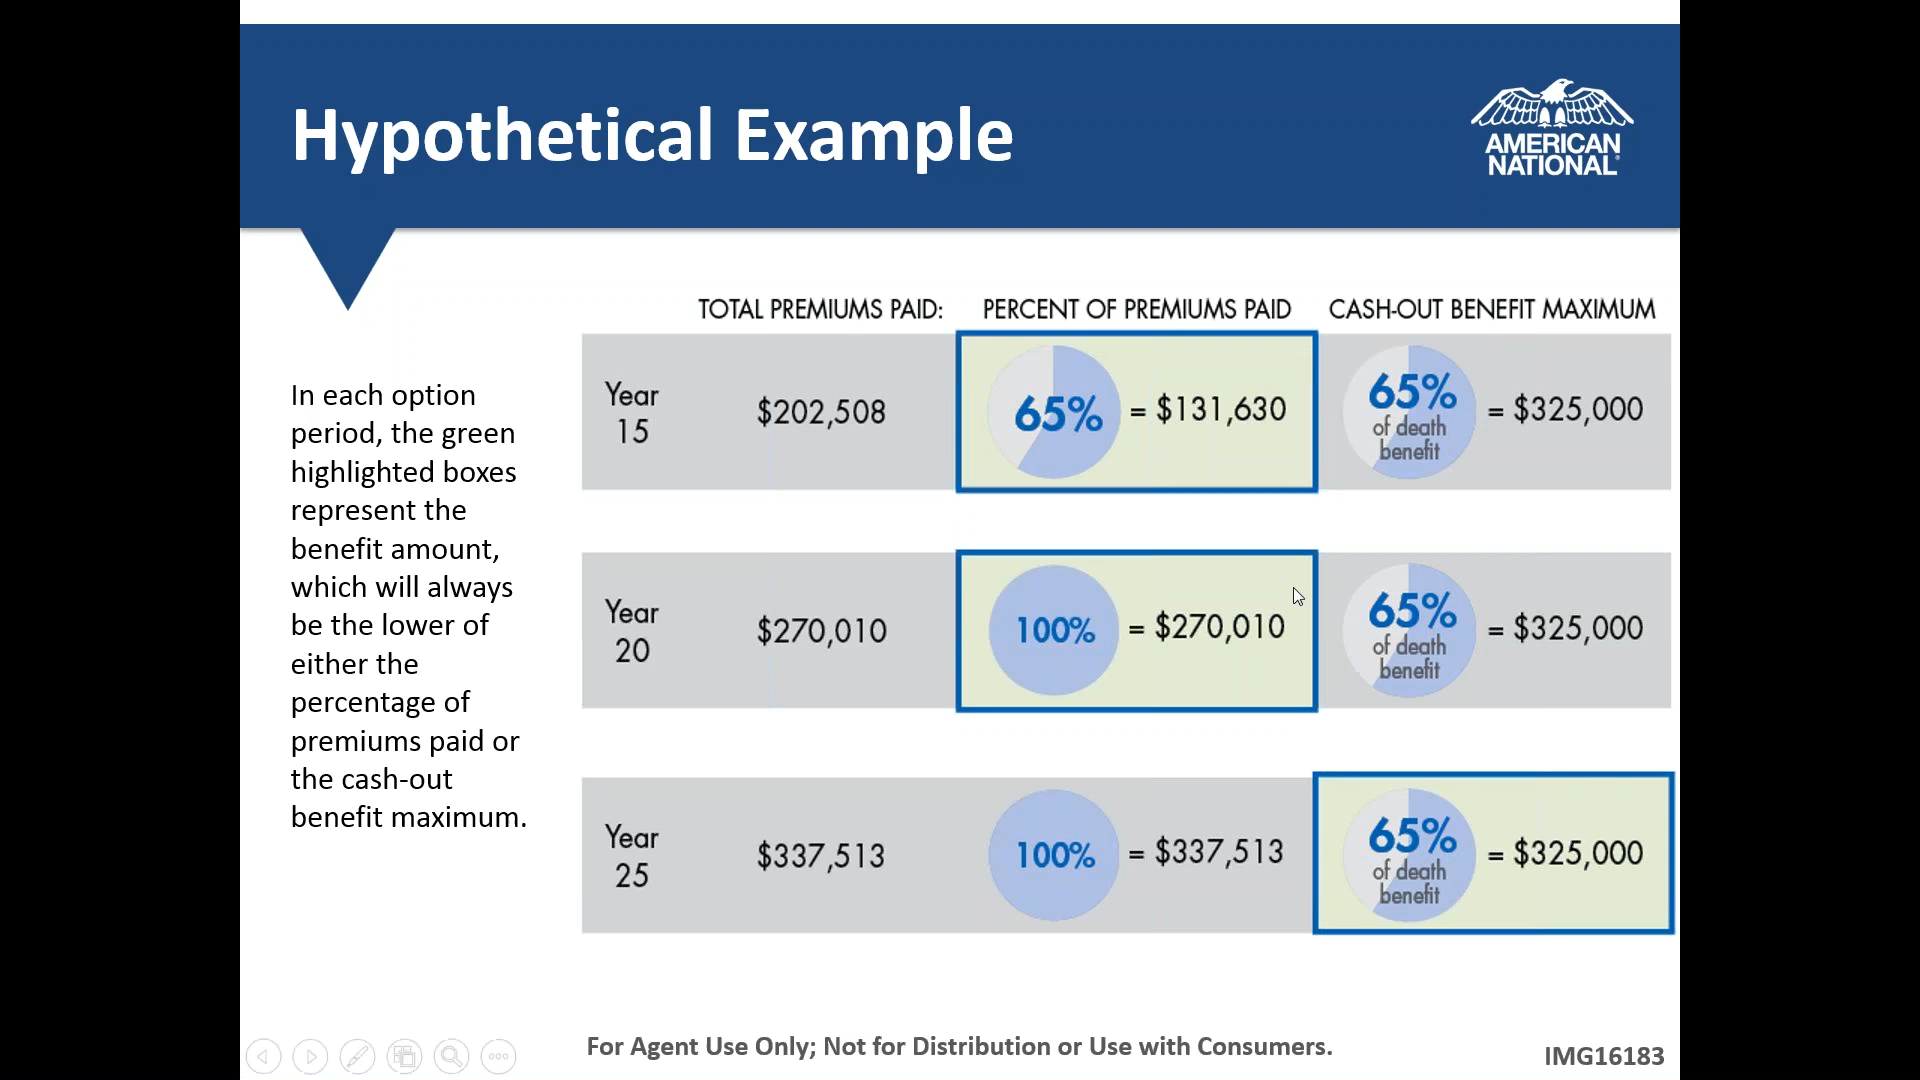 Hypothetical Example
AMERICAN
NATIONAL®
In each option
period, the green
highlighted boxes
represent the
benefit amount,
which will always
be the lower of
either the
percentage of
premiums paid or
the cash-out
benefit maximum.
TOTAL PREMIUMS PAID: PERCENT OF PREMIUMS PAID CASH-OUT BENEFIT MAXIMUM
Year
15
$202,508
65% = $131,630
65%
of death
benefit
= $325,000
Year
20
$270,010
100% = $270,010
65%
of death
benefit
= $325,000
Year
25
$337,513
100% = $337,513
65%
of death
benefit
= $325,000
For Agent Use Only; Not for Distribution or Use with Consumers.
IMG16183